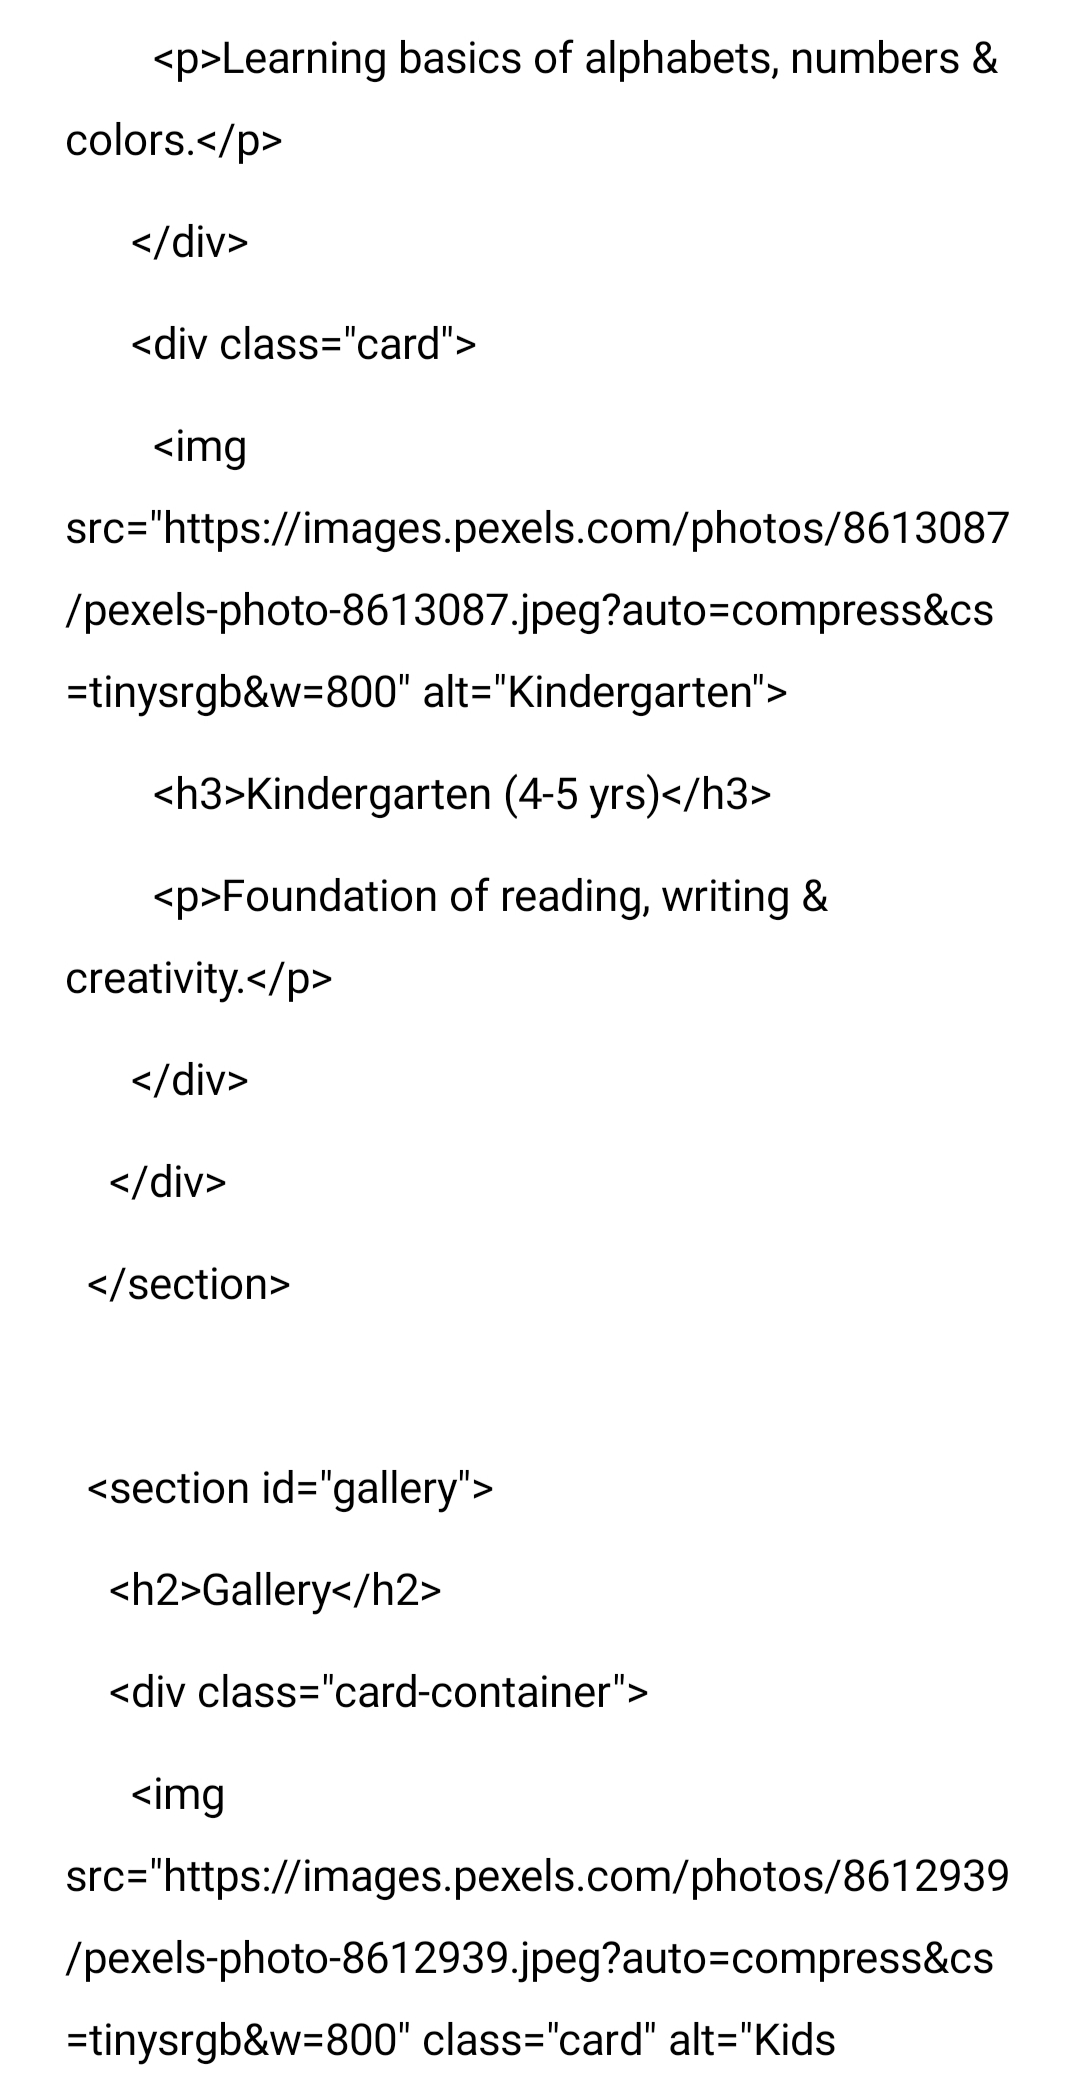 <p>Learning basics of alphabets, numbers &
colors.</p>
</div>
<div class="card">
<img
src="https://images.pexels.com/photos/8613087
/pexels-photo-8613087.jpeg?auto=compress&cs
=tinysrgb&w=800" alt="Kindergarten">
<h3>Kindergarten (4-5 yrs)</h3>
<p>Foundation of reading, writing &
creativity.</p>
</div>
</div>
</section>
<section id="gallery">
<h2>Gallery</h2>
<div class="card-container">
<img
src="https://images.pexels.com/photos/8612939
/pexels-photo-8612939.jpeg?auto=compress&cs
=tinysrgb&w=800" class="card" alt="Kids